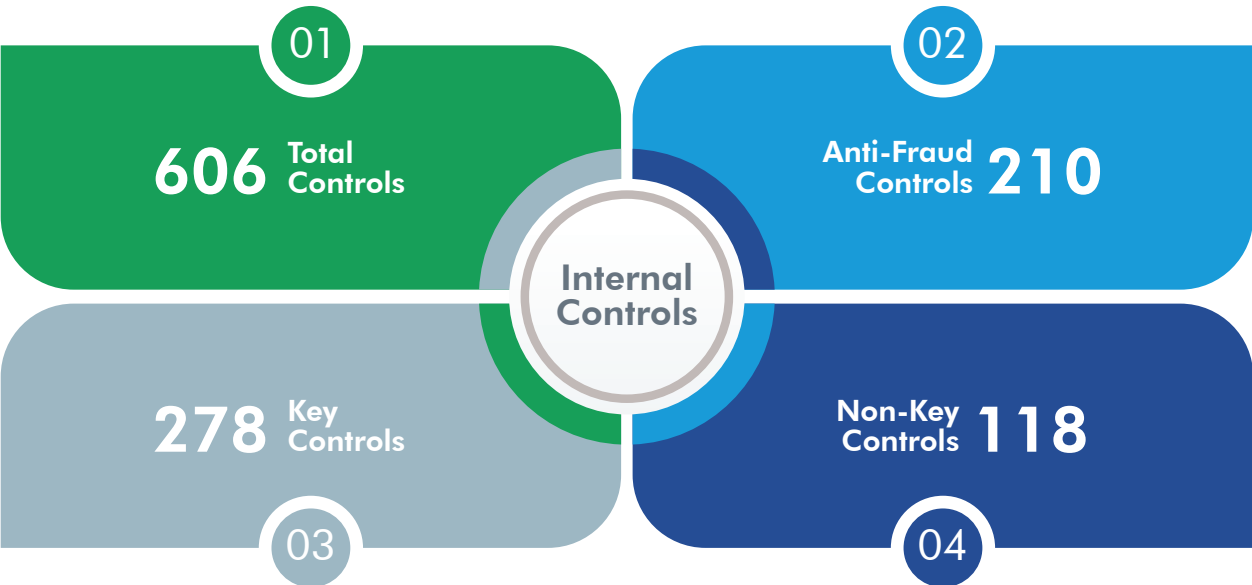 01
606
Total
Controls
02
Anti-Fraud
Controls
210
Internal
Controls
278
Key
Controls
03
Non-Key
Controls
118
04